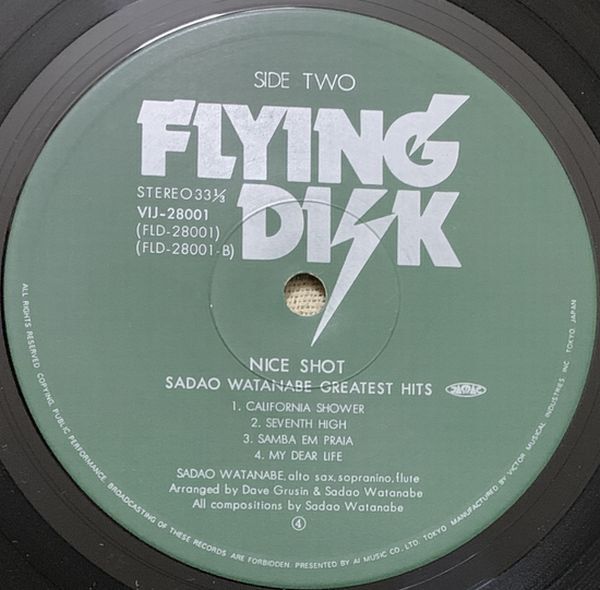 SIDE TWO
FLYING
DISK
STEREO 33⅓
VIJ-28001
(FLD-28001)
(FLD-28001-B)
NICE SHOT
SADAO WATANABE GREATEST HITS
1. CALIFORNIA SHOWER
2. SEVENTH HIGH
3. SAMBA EM PRAIA
4. MY DEAR LIFE
SADAO WATANABE, alto sax, sopranino, flute
Arranged by Dave Grusin & Sadao Watanabe
All compositions by Sadao Watanabe
④
ALL RIGHTS RESERVED COPYING, PUBLIC PERFORMANCE, BROADCASTING OF THESE RECORDS ARE FORBIDDEN. PRESENTED BY AI MUSIC CO., LTD. TOKYO. MANUFACTURED BY VICTOR MUSICAL INDUSTRIES, INC. TOKYO JAPAN